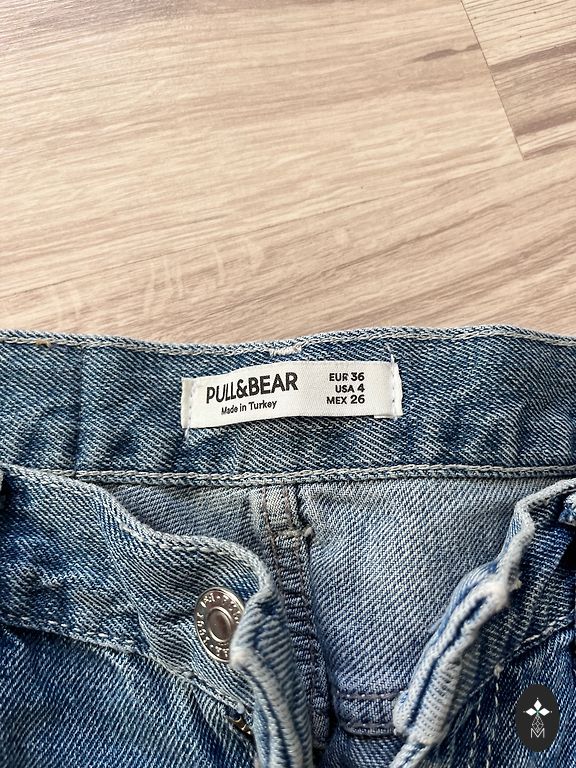 PULL&BEAR
Made in Turkey
EUR 36
USA 4
MEX 26